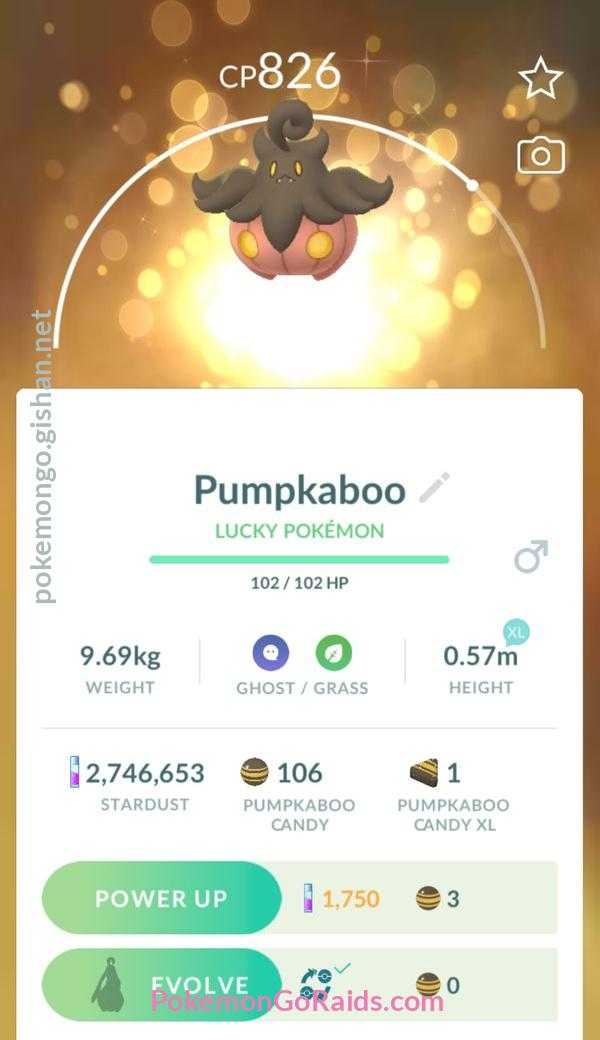 CP826
pokemongo.gishan.net
Pumpkaboo
LUCKY POKÉMON
102 / 102 HP
XL
9.69kg
WEIGHT
GHOST / GRASS
0.57m
HEIGHT
2,746,653
STARDUST
106
PUMPKABOO
CANDY
1
PUMPKABOO
CANDY XL
POWER UP
1,750
3
EVOLVE
0
PokemonGoRaids.com